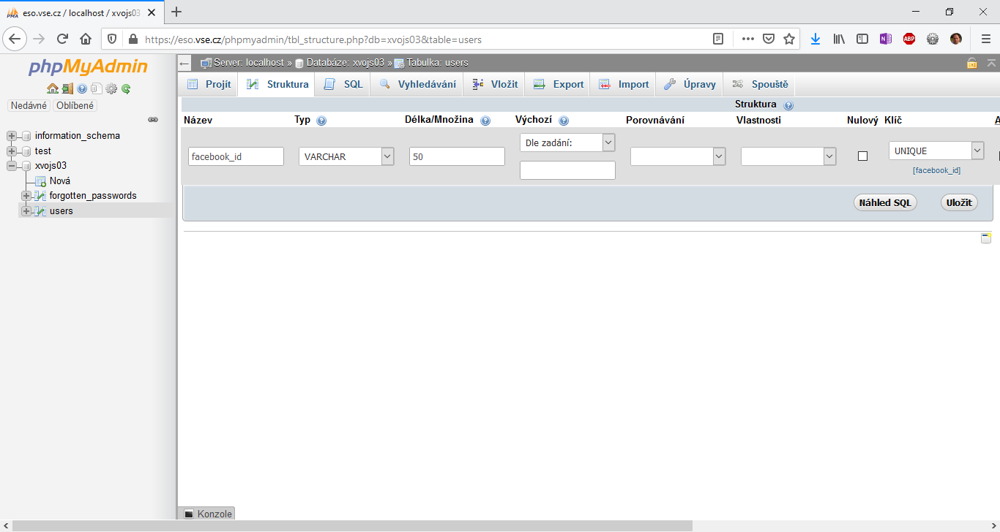 eso.vse.cz / localhost / xvojs03
https://eso.vse.cz/phpmyadmin/tbl_structure.php?db=xvojs03&table=users
phpMyAdmin
Nedávné Oblíbené
information_schema
test
xvojs03
Nová
forgotten_passwords
users
Server: localhost » Databáze: xvojs03 » Tabulka: users
Projít Struktura SQL Vyhledávání Vložit Export Import Úpravy Spouště
Struktura
Název Typ Délka/Množina Výchozí Porovnávání Vlastnosti Nulový Klíč A
facebook_id VARCHAR 50 Dle zadání: UNIQUE
[facebook_id]
Náhled SQL Uložit
Konzole